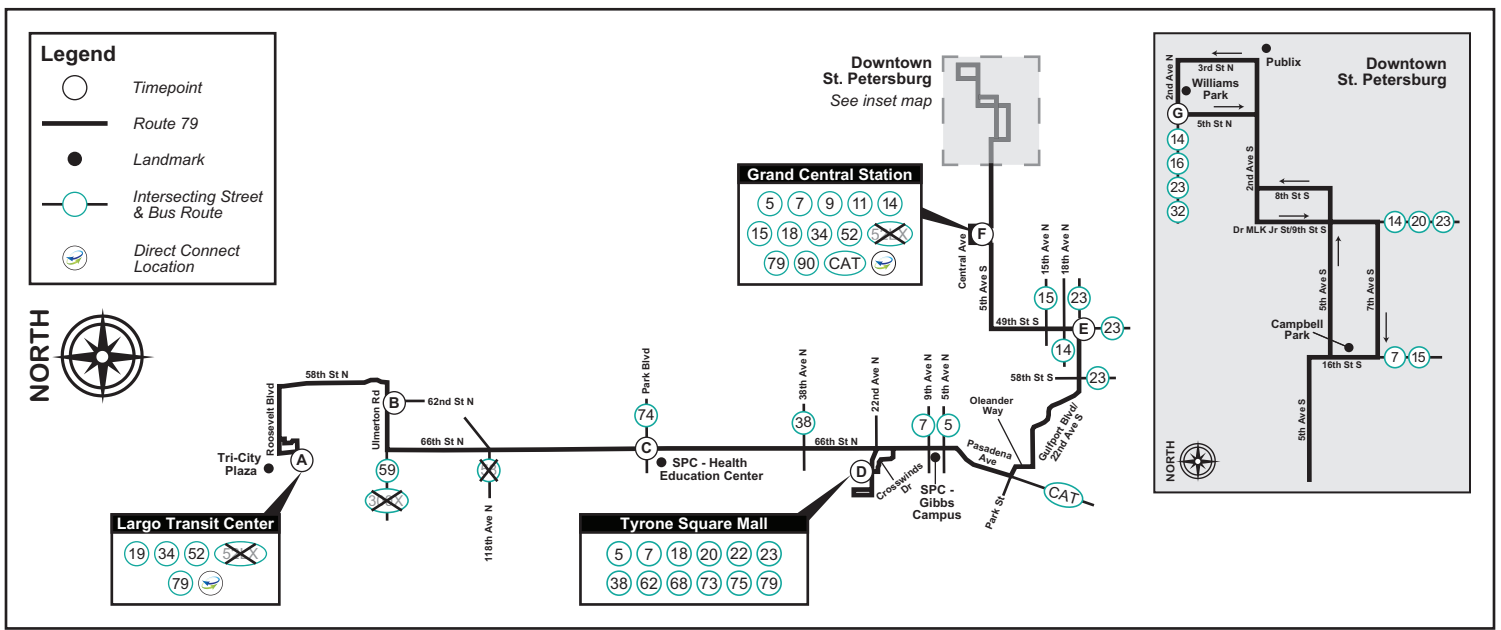 Legend
Timepoint
Route 79
Landmark
Intersecting Street
& Bus Route
Direct Connect
Location
NORTH
Downtown
St. Petersburg
See inset map
Grand Central Station
5 7 9 11 14
15 18 34 52
79 90 CAT
Central Ave
F
5th Ave S
15th Ave N
18th Ave N
15
23
49th St S
E
23
14
58th St S
23
Oleander
Way
Gulfport Blvd/
22nd Ave S
Pasadena
Ave
Park St
CAT
58th St N
Roosevelt Blvd
Ulmerton Rd
B
62nd St N
66th St N
Tri-City
Plaza
A
59
118th Ave N
Park Blvd
74
C
SPC - Health
Education Center
38th Ave N
38
66th St N
22nd Ave N
D
Crosswinds
Dr
9th Ave N
5th Ave N
7
5
SPC -
Gibbs
Campus
Largo Transit Center
19 34 52
79
Tyrone Square Mall
5 7 18 20 22 23
38 62 68 73 75 79
Downtown
St. Petersburg
Publix
3rd St N
2nd Ave N
Williams
Park
G
5th St N
14
16
23
32
2nd Ave S
8th St S
Dr MLK Jr St/9th St S
14 20 23
5th Ave S
7th Ave S
Campbell
Park
16th St S
7 15
5th Ave S
NORTH